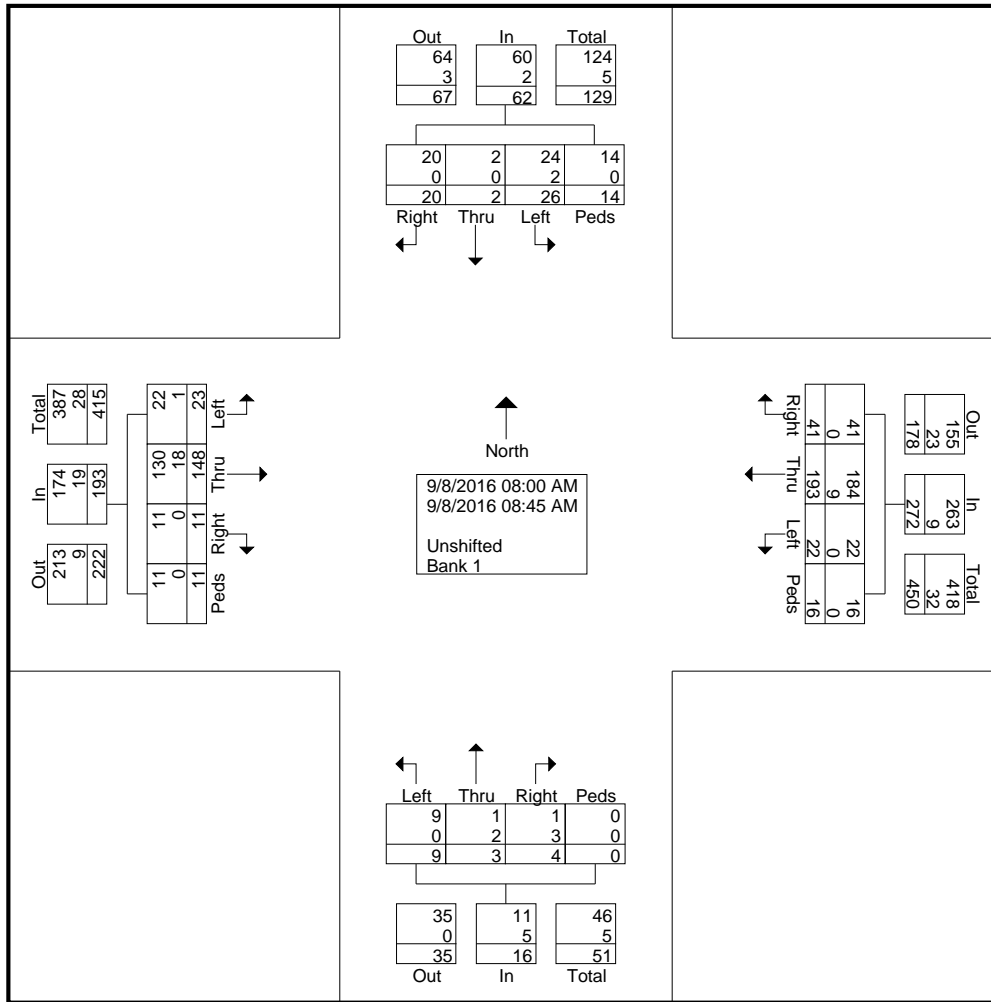 Out In Total
64 60 124
3 2 5
67 62 129
20 2 24 14
0 0 2 0
20 2 26 14
Right Thru Left Peds
Total In Out
387 174 213
28 19 9
415 193 222
22 130 11 11
1 18 0 0
23 148 11 11
Left Thru Right Peds
North
9/8/2016 08:00 AM
9/8/2016 08:45 AM
Unshifted
Bank 1
Right Thru Left Peds
41 193 22 16
0 9 0 0
41 184 22 16
Out In Total
155 263 418
23 9 32
178 272 450
Left Thru Right Peds
9 1 1 0
0 2 3 0
9 3 4 0
35 11 46
0 5 5
35 16 51
Out In Total